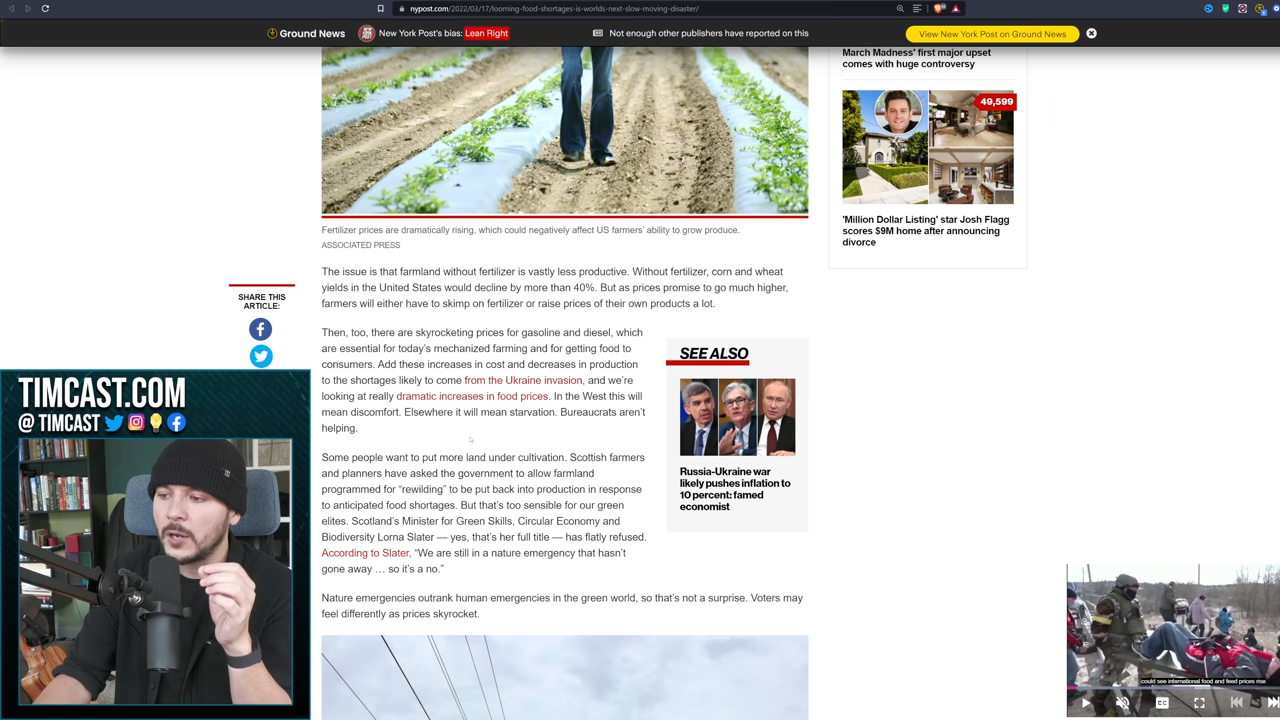 nypost.com/2022/03/17/looming-food-shortages-is-worlds-next-slow-moving-disaster/
Ground News
New York Post's bias: Lean Right
Not enough other publishers have reported on this
View New York Post on Ground News
March Madness' first major upset
comes with huge controversy
49,599
'Million Dollar Listing' star Josh Flagg
scores $9M home after announcing
divorce
Fertilizer prices are dramatically rising, which could negatively affect US farmers' ability to grow produce.
ASSOCIATED PRESS
The issue is that farmland without fertilizer is vastly less productive. Without fertilizer, corn and wheat
yields in the United States would decline by more than 40%. But as prices promise to go much higher,
farmers will either have to skimp on fertilizer or raise prices of their own products a lot.
SHARE THIS
ARTICLE:
Then, too, there are skyrocketing prices for gasoline and diesel, which
are essential for today's mechanized farming and for getting food to
consumers. Add these increases in cost and decreases in production
to the shortages likely to come from the Ukraine invasion, and we're
looking at really dramatic increases in food prices. In the West this will
mean discomfort. Elsewhere it will mean starvation. Bureaucrats aren't
helping.
SEE ALSO
Russia-Ukraine war
likely pushes inflation to
10 percent: famed
economist
Some people want to put more land under cultivation. Scottish farmers
and planners have asked the government to allow farmland
programmed for “rewilding” to be put back into production in response
to anticipated food shortages. But that's too sensible for our green
elites. Scotland's Minister for Green Skills, Circular Economy and
Biodiversity Lorna Slater — yes, that's her full title — has flatly refused.
According to Slater, “We are still in a nature emergency that hasn't
gone away … so it's a no.”
Nature emergencies outrank human emergencies in the green world, so that's not a surprise. Voters may
feel differently as prices skyrocket.
TIMCAST.COM
@TIMCAST
could see international food and feed prices rise
CC